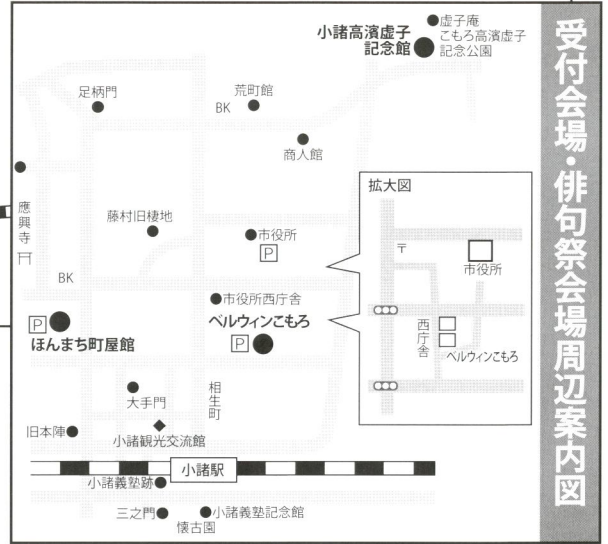 受付会場・俳句祭会場周辺案内図
虚子庵
こもろ高濱虚子
記念公園
小諸高濱虚子
記念館
足柄門
荒町館
BK
商人館
應興寺
藤村旧棲地
市役所
P
BK
市役所西庁舎
ベルウィンこもろ
P
P
ほんまち町屋館
拡大図
〒
市役所
西庁舎
ベルウィンこもろ
大手門
相生町
旧本陣
小諸観光交流館
小諸駅
小諸義塾跡
三之門
懐古園
小諸義塾記念館